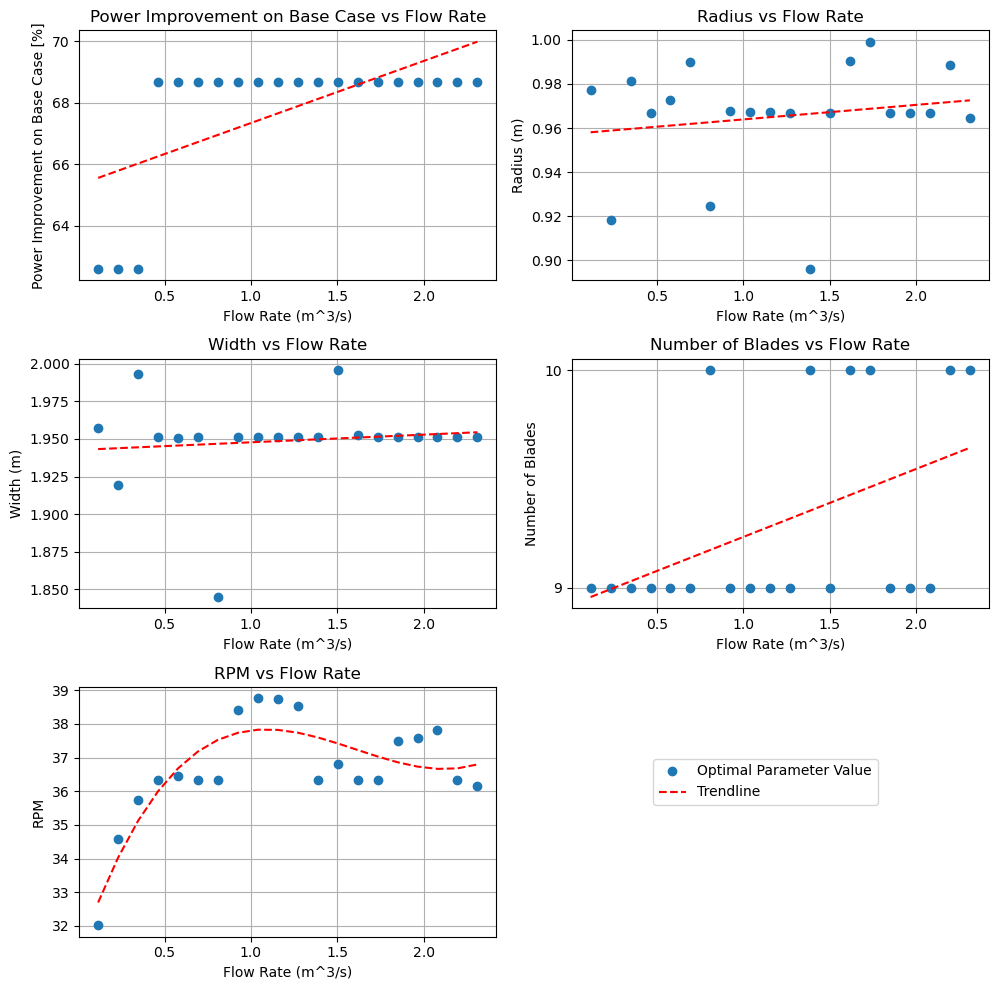 Power Improvement on Base Case vs Flow Rate
Power Improvement on Base Case [%]
70
68
66
64
0.5 1.0 1.5 2.0
Flow Rate (m^3/s)
Radius vs Flow Rate
Radius (m)
1.00
0.98
0.96
0.94
0.92
0.90
0.5 1.0 1.5 2.0
Flow Rate (m^3/s)
Width vs Flow Rate
Width (m)
2.000
1.975
1.950
1.925
1.900
1.875
1.850
0.5 1.0 1.5 2.0
Flow Rate (m^3/s)
Number of Blades vs Flow Rate
Number of Blades
10
9
0.5 1.0 1.5 2.0
Flow Rate (m^3/s)
RPM vs Flow Rate
RPM
39
38
37
36
35
34
33
32
0.5 1.0 1.5 2.0
Flow Rate (m^3/s)
Optimal Parameter Value
Trendline